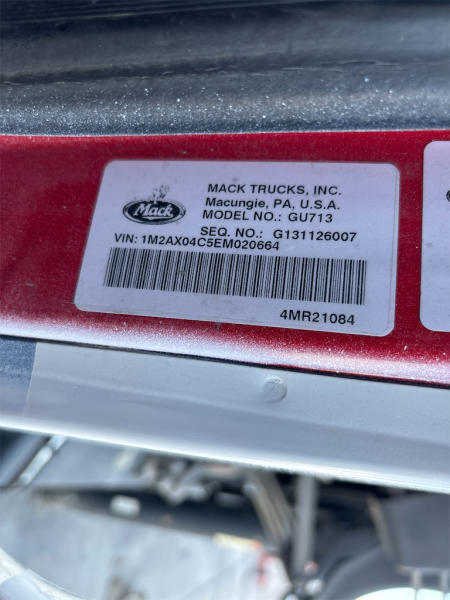 Mack
MACK TRUCKS, INC.
Macungie, PA, U.S.A.
MODEL NO.: GU713
SEQ. NO.: G131126007
VIN: 1M2AX04C5EM020664
4MR21084